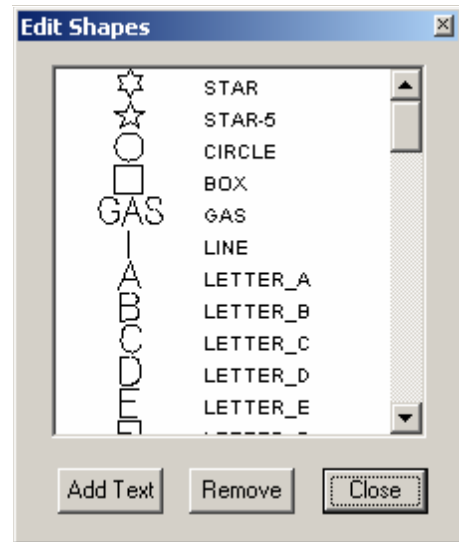 Edit Shapes
STAR
STAR-5
CIRCLE
BOX
GAS GAS
LINE
A LETTER_A
B LETTER_B
C LETTER_C
D LETTER_D
E LETTER_E
Add Text Remove Close